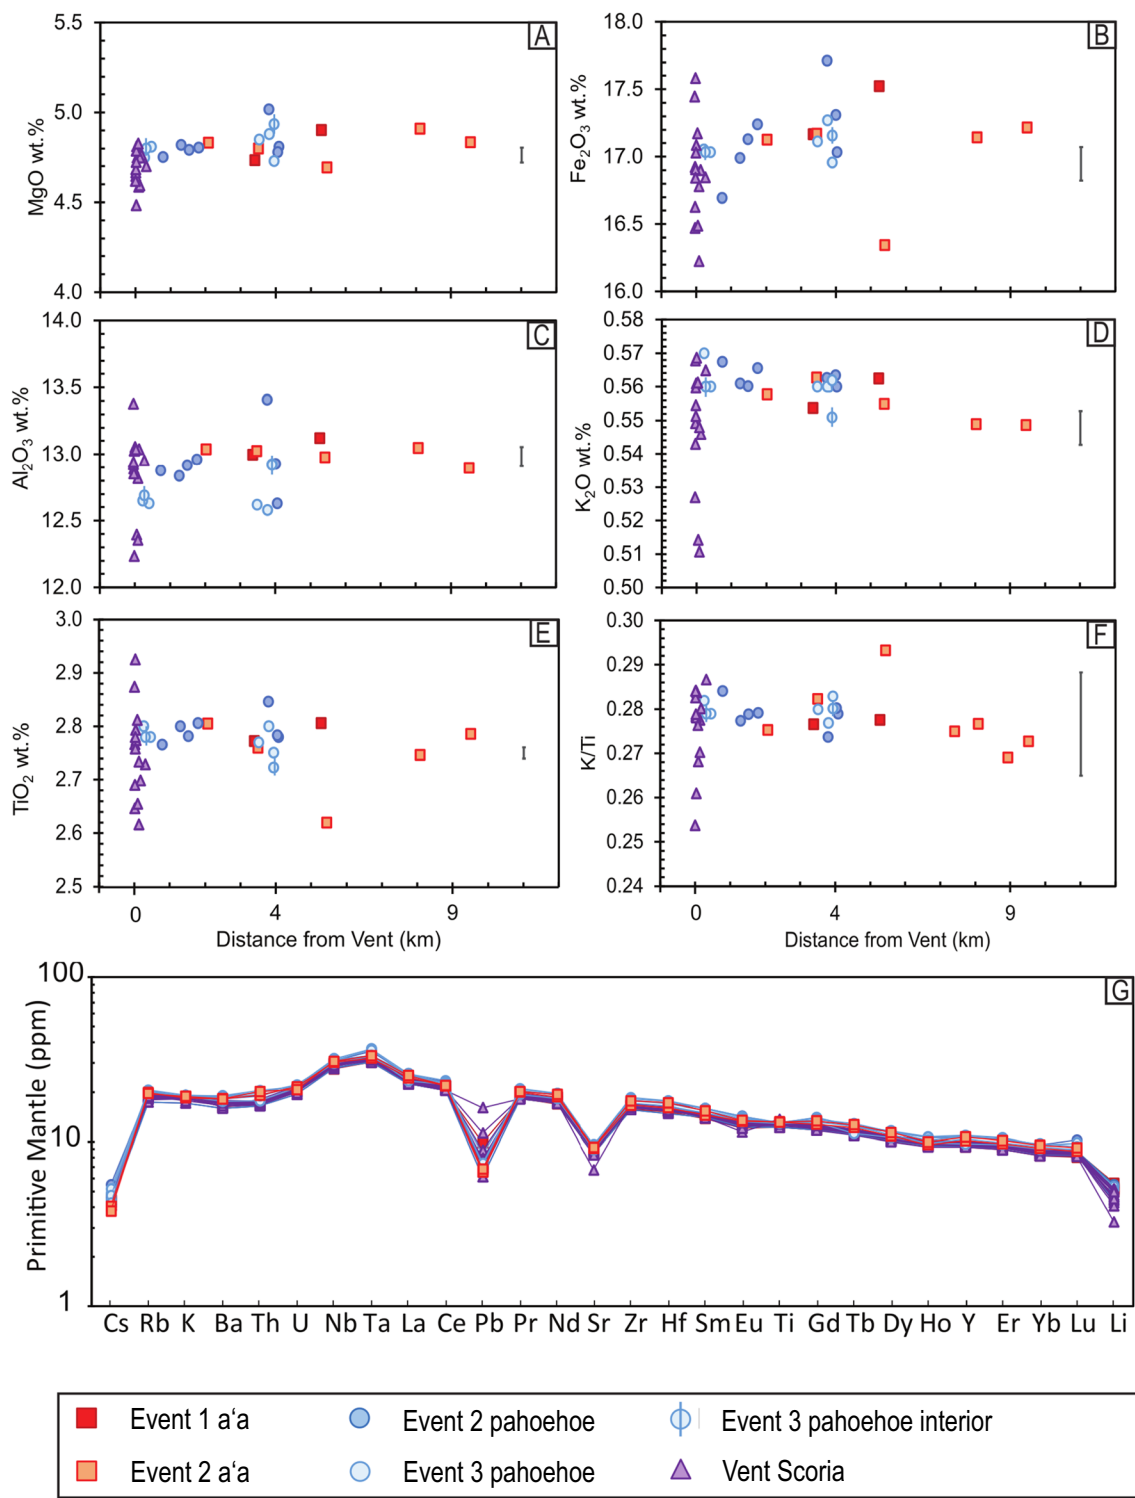 A
5.5
5.0
4.5
4.0
MgO wt.%
B
18.0
17.5
17.0
16.5
16.0
Fe₂O₃ wt.%
C
14.0
13.5
13.0
12.5
12.0
Al₂O₃ wt.%
D
0.58
0.57
0.56
0.55
0.54
0.53
0.52
0.51
0.50
K₂O wt.%
E
3.0
2.9
2.8
2.7
2.6
2.5
TiO₂ wt.%
0 4 9
Distance from Vent (km)
F
0.30
0.29
0.28
0.27
0.26
0.25
0.24
K/Ti
0 4 9
Distance from Vent (km)
G
100
10
1
Primitive Mantle (ppm)
Cs Rb K Ba Th U Nb Ta La Ce Pb Pr Nd Sr Zr Hf Sm Eu Ti Gd Tb Dy Ho Y Er Yb Lu Li
Event 1 a‘a Event 2 pahoehoe Event 3 pahoehoe interior
Event 2 a‘a Event 3 pahoehoe Vent Scoria